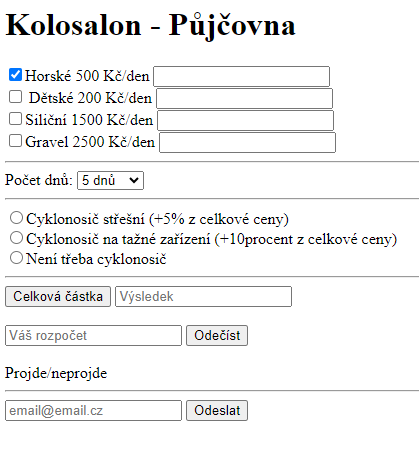 Kolosalon - Půjčovna
Horské 500 Kč/den
Dětské 200 Kč/den
Siliční 1500 Kč/den
Gravel 2500 Kč/den
Počet dnů: 5 dnů
Cyklonosič střešní (+5% z celkové ceny)
Cyklonosič na tažné zařízení (+10procent z celkové ceny)
Není třeba cyklonosič
Celková částka Výsledek
Váš rozpočet Odečíst
Projde/neprojde
email@email.cz Odeslat